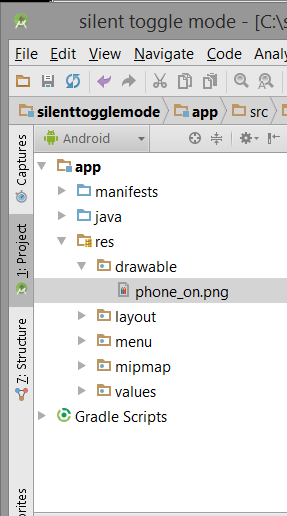 silent toggle mode - [C:\s
File Edit View Navigate Code Analy
silenttogglemode app src
Android
Captures
1: Project
7: Structure
app
manifests
java
res
drawable
phone_on.png
layout
menu
mipmap
values
Gradle Scripts
orites